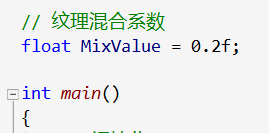 // 纹理混合系数
float MixValue = 0.2f;
int main()
{